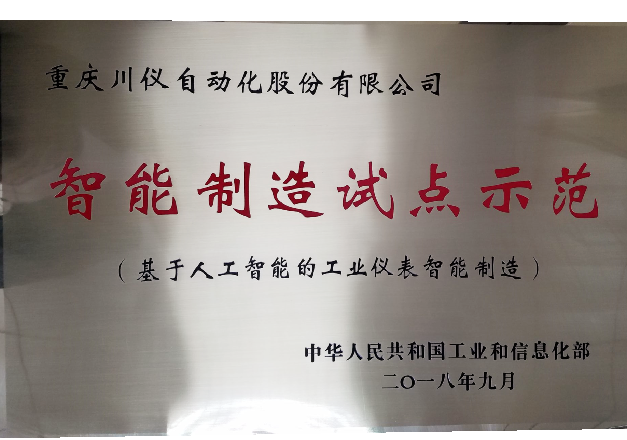 重庆川仪自动化股份有限公司
智能制造试点示范
（基于人工智能的工业仪表智能制造）
中华人民共和国工业和信息化部
二〇一八年九月